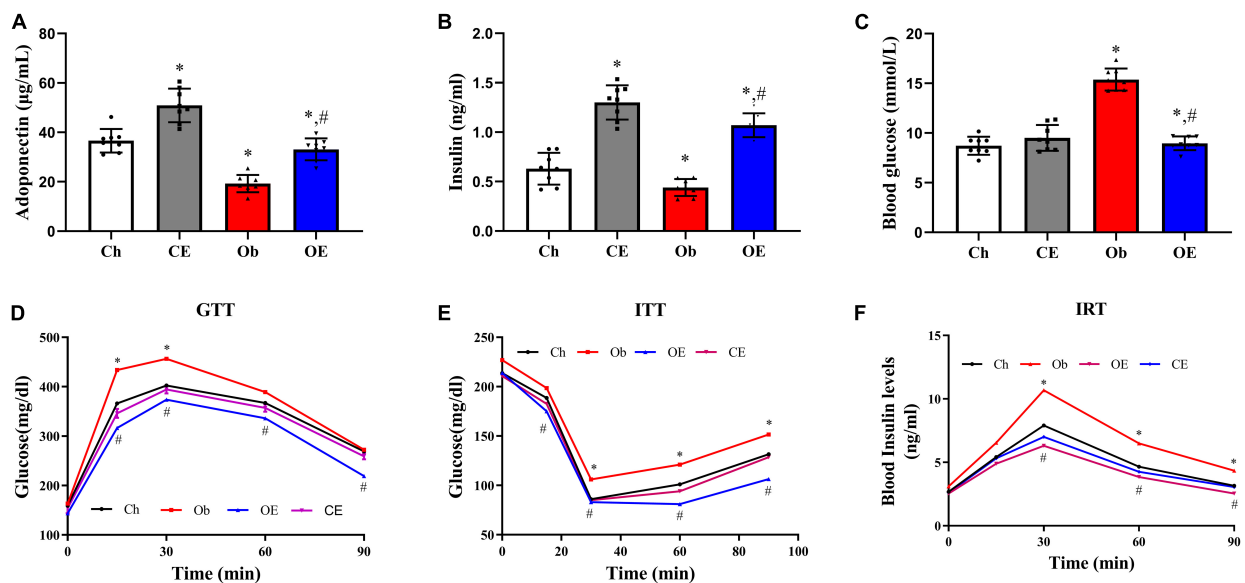 A
Adoponectin (μg/mL)
80
60
40
20
0
*
*
*,#
Ch CE Ob OE
B
Insulin (ng/ml)
2.0
1.5
1.0
0.5
0.0
*
*
*,#
Ch CE Ob OE
C
Blood glucose (mmol/L)
20
15
10
5
0
*
*,#
Ch CE Ob OE
D
GTT
Glucose(mg/dl)
500
400
300
200
100
* *
# # # #
Ch Ob OE CE
0 30 60 90
Time (min)
E
ITT
Glucose(mg/dl)
250
200
150
100
50
Ch Ob OE CE
* * *
# # # #
0 20 40 60 80 100
Time (min)
F
IRT
Blood Insulin levels
(ng/ml)
15
10
5
0
Ch Ob OE CE
* * *
# # #
0 30 60 90
Time (min)